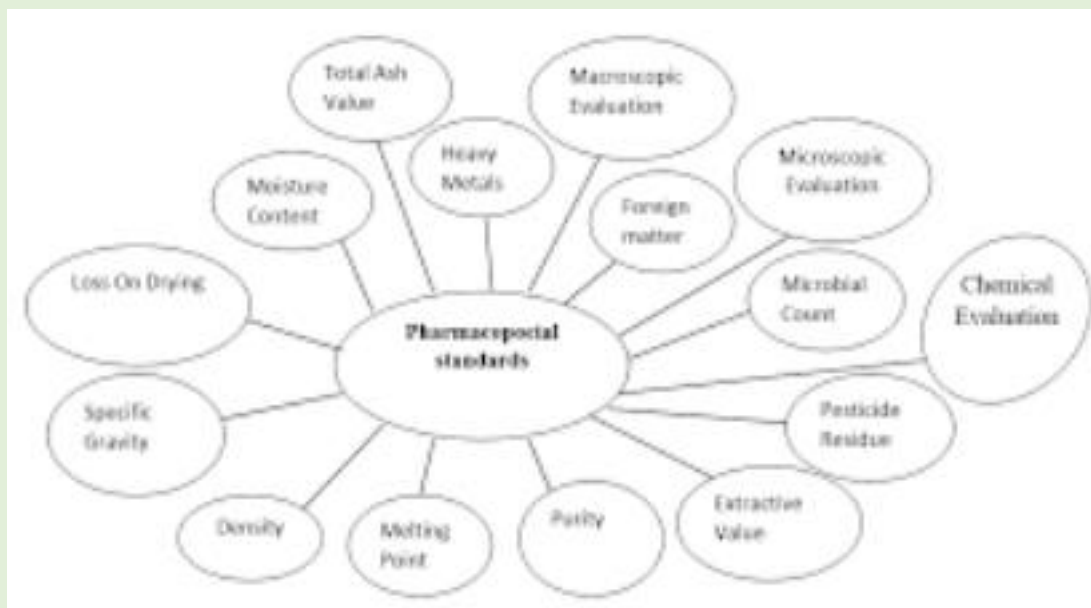 Total Ash
Value
Macroscopic
Evaluation
Heavy
Metals
Microscopic
Evaluation
Moisture
Content
Foreign
matter
Loss On Drying
Microbial
Count
Chemical
Evaluation
Pharmacopoeial
standards
Specific
Gravity
Pesticide
Residue
Density
Melting
Point
Purity
Extractive
Value